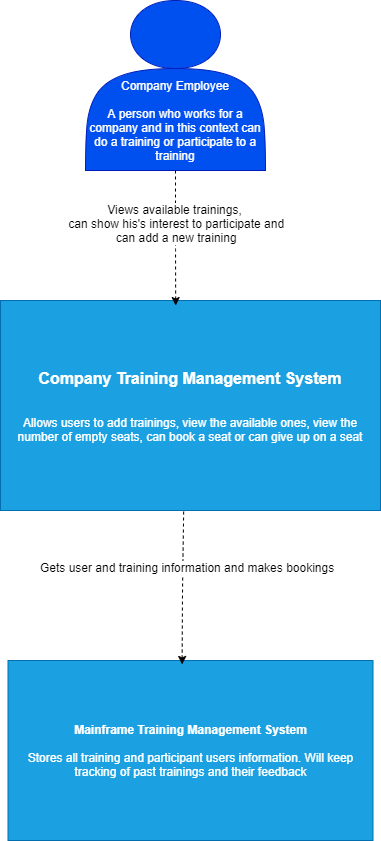 Company Employee
A person who works for a
company and in this context can
do a training or participate to a
training
Views available trainings,
can show his's interest to participate and
can add a new training
Company Training Management System
Allows users to add trainings, view the available ones, view the
number of empty seats, can book a seat or can give up on a seat
Gets user and training information and makes bookings
Mainframe Training Management System
Stores all training and participant users information. Will keep
tracking of past trainings and their feedback